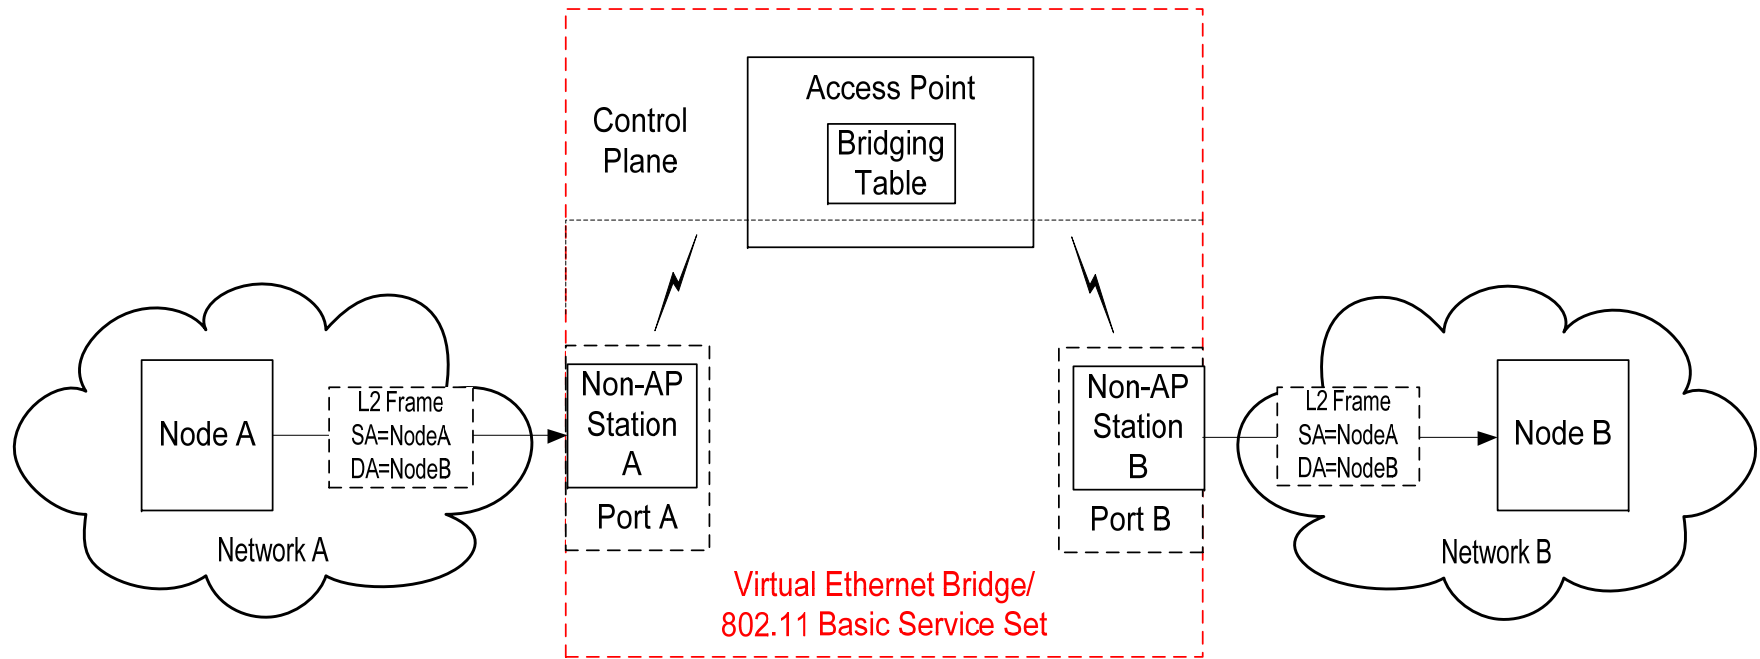 Access Point
Bridging
Table
Control
Plane
Node A
L2 Frame
SA=NodeA
DA=NodeB
Network A
Non-AP
Station
A
Port A
Non-AP
Station
B
Port B
L2 Frame
SA=NodeA
DA=NodeB
Node B
Network B
Virtual Ethernet Bridge/
802.11 Basic Service Set